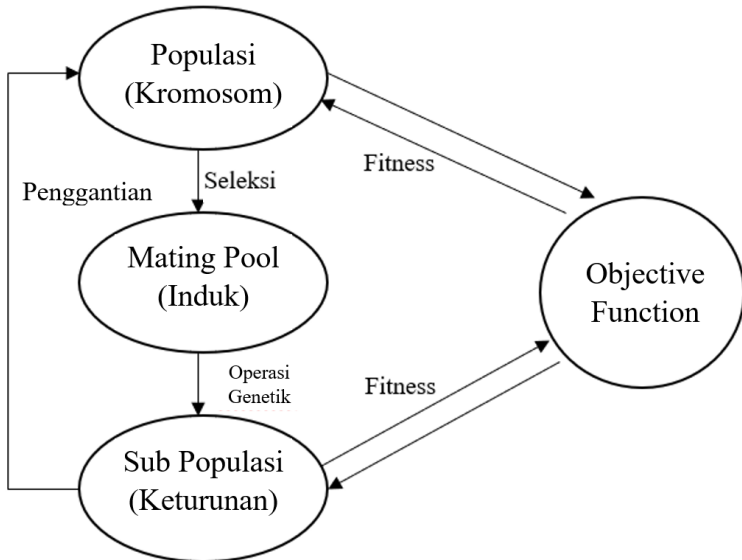 Populasi
(Kromosom)
Fitness
Penggantian
Seleksi
Mating Pool
(Induk)
Objective
Function
Operasi
Genetik
Fitness
Sub Populasi
(Keturunan)